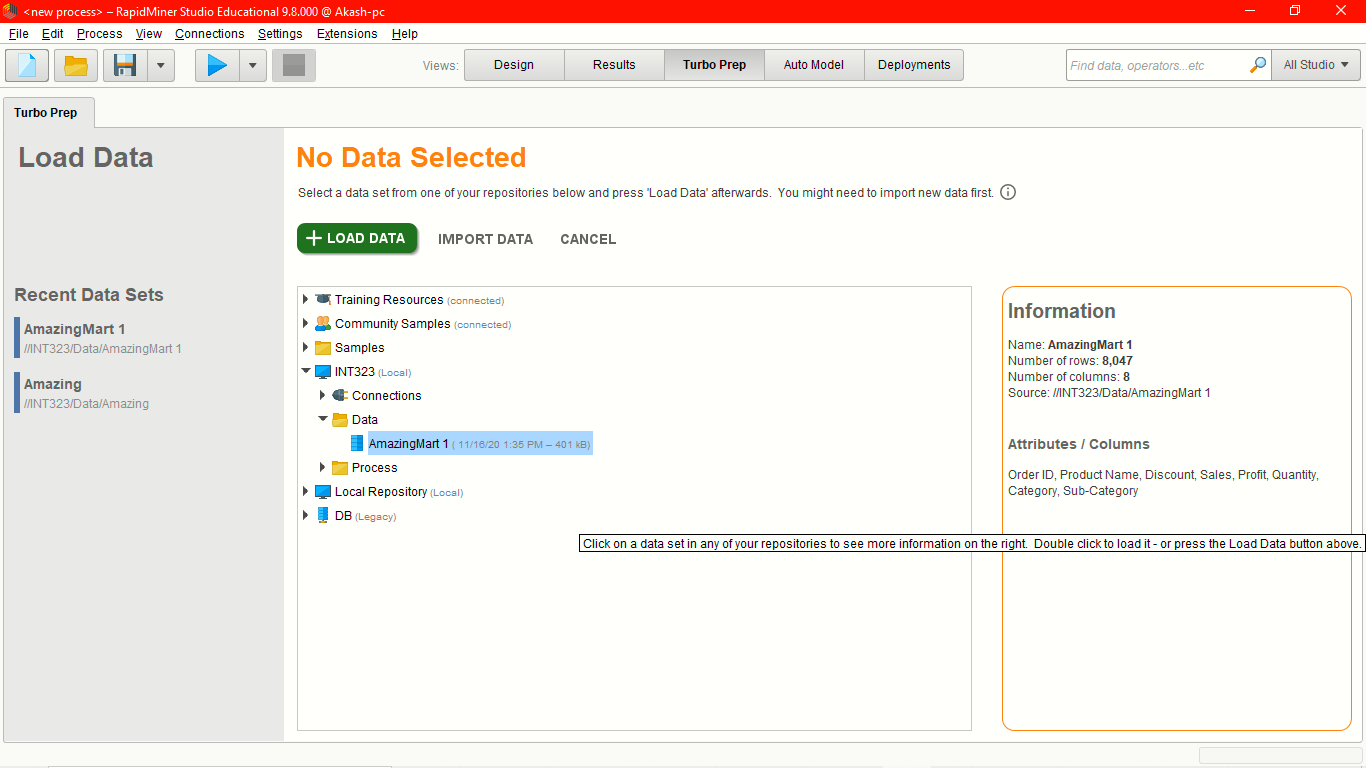 <new process> – RapidMiner Studio Educational 9.8.000 @ Akash-pc
File Edit Process View Connections Settings Extensions Help
Views: Design Results Turbo Prep Auto Model Deployments Find data, operators...etc All Studio
Turbo Prep
Load Data
No Data Selected
Select a data set from one of your repositories below and press 'Load Data' afterwards. You might need to import new data first.
LOAD DATA IMPORT DATA CANCEL
Recent Data Sets
AmazingMart 1
//INT323/Data/AmazingMart 1
Amazing
//INT323/Data/Amazing
Training Resources (connected)
Community Samples (connected)
Samples
INT323 (Local)
Connections
Data
AmazingMart 1 ( 11/16/20 1:35 PM – 401 kB)
Process
Local Repository (Local)
DB (Legacy)
Click on a data set in any of your repositories to see more information on the right. Double click to load it - or press the Load Data button above.
Information
Name: AmazingMart 1
Number of rows: 8,047
Number of columns: 8
Source: //INT323/Data/AmazingMart 1
Attributes / Columns
Order ID, Product Name, Discount, Sales, Profit, Quantity,
Category, Sub-Category